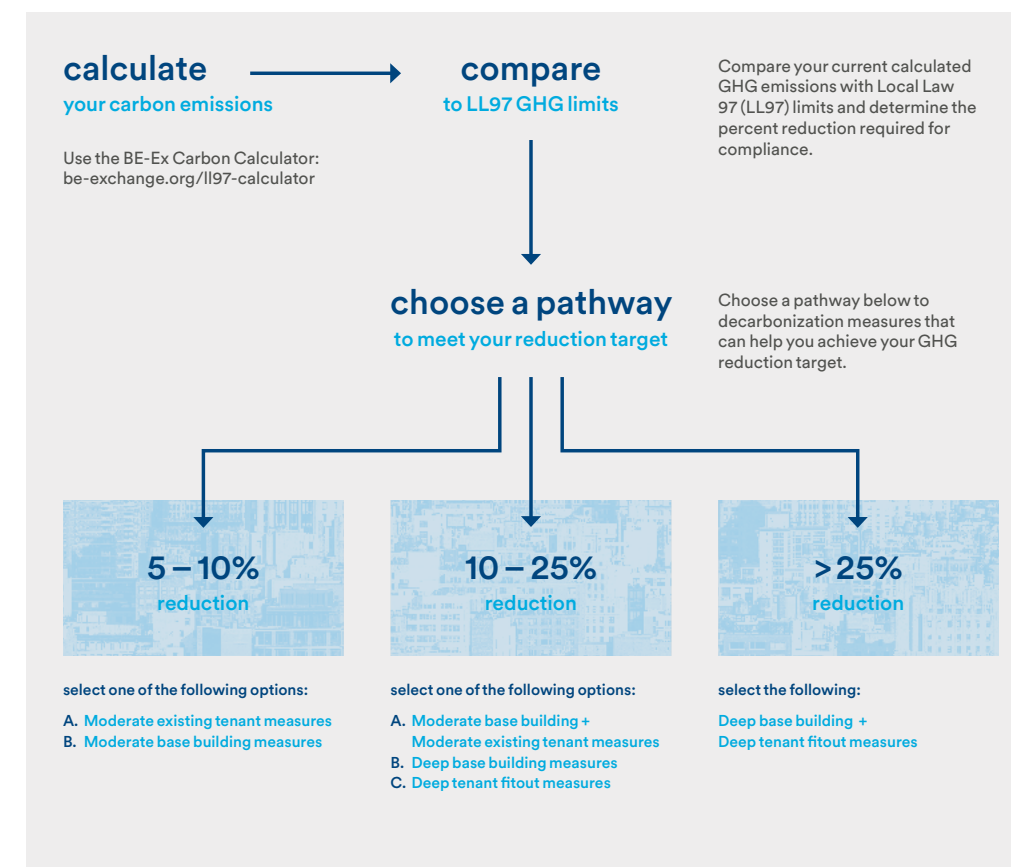 calculate
your carbon emissions
Use the BE-Ex Carbon Calculator:
be-exchange.org/ll97-calculator
compare
to LL97 GHG limits
Compare your current calculated
GHG emissions with Local Law
97 (LL97) limits and determine the
percent reduction required for
compliance.
choose a pathway
to meet your reduction target
Choose a pathway below to
decarbonization measures that
can help you achieve your GHG
reduction target.
5 – 10%
reduction
select one of the following options:
A. Moderate existing tenant measures
B. Moderate base building measures
10 – 25%
reduction
select one of the following options:
A. Moderate base building +
Moderate existing tenant measures
B. Deep base building measures
C. Deep tenant fitout measures
> 25%
reduction
select the following:
Deep base building +
Deep tenant fitout measures